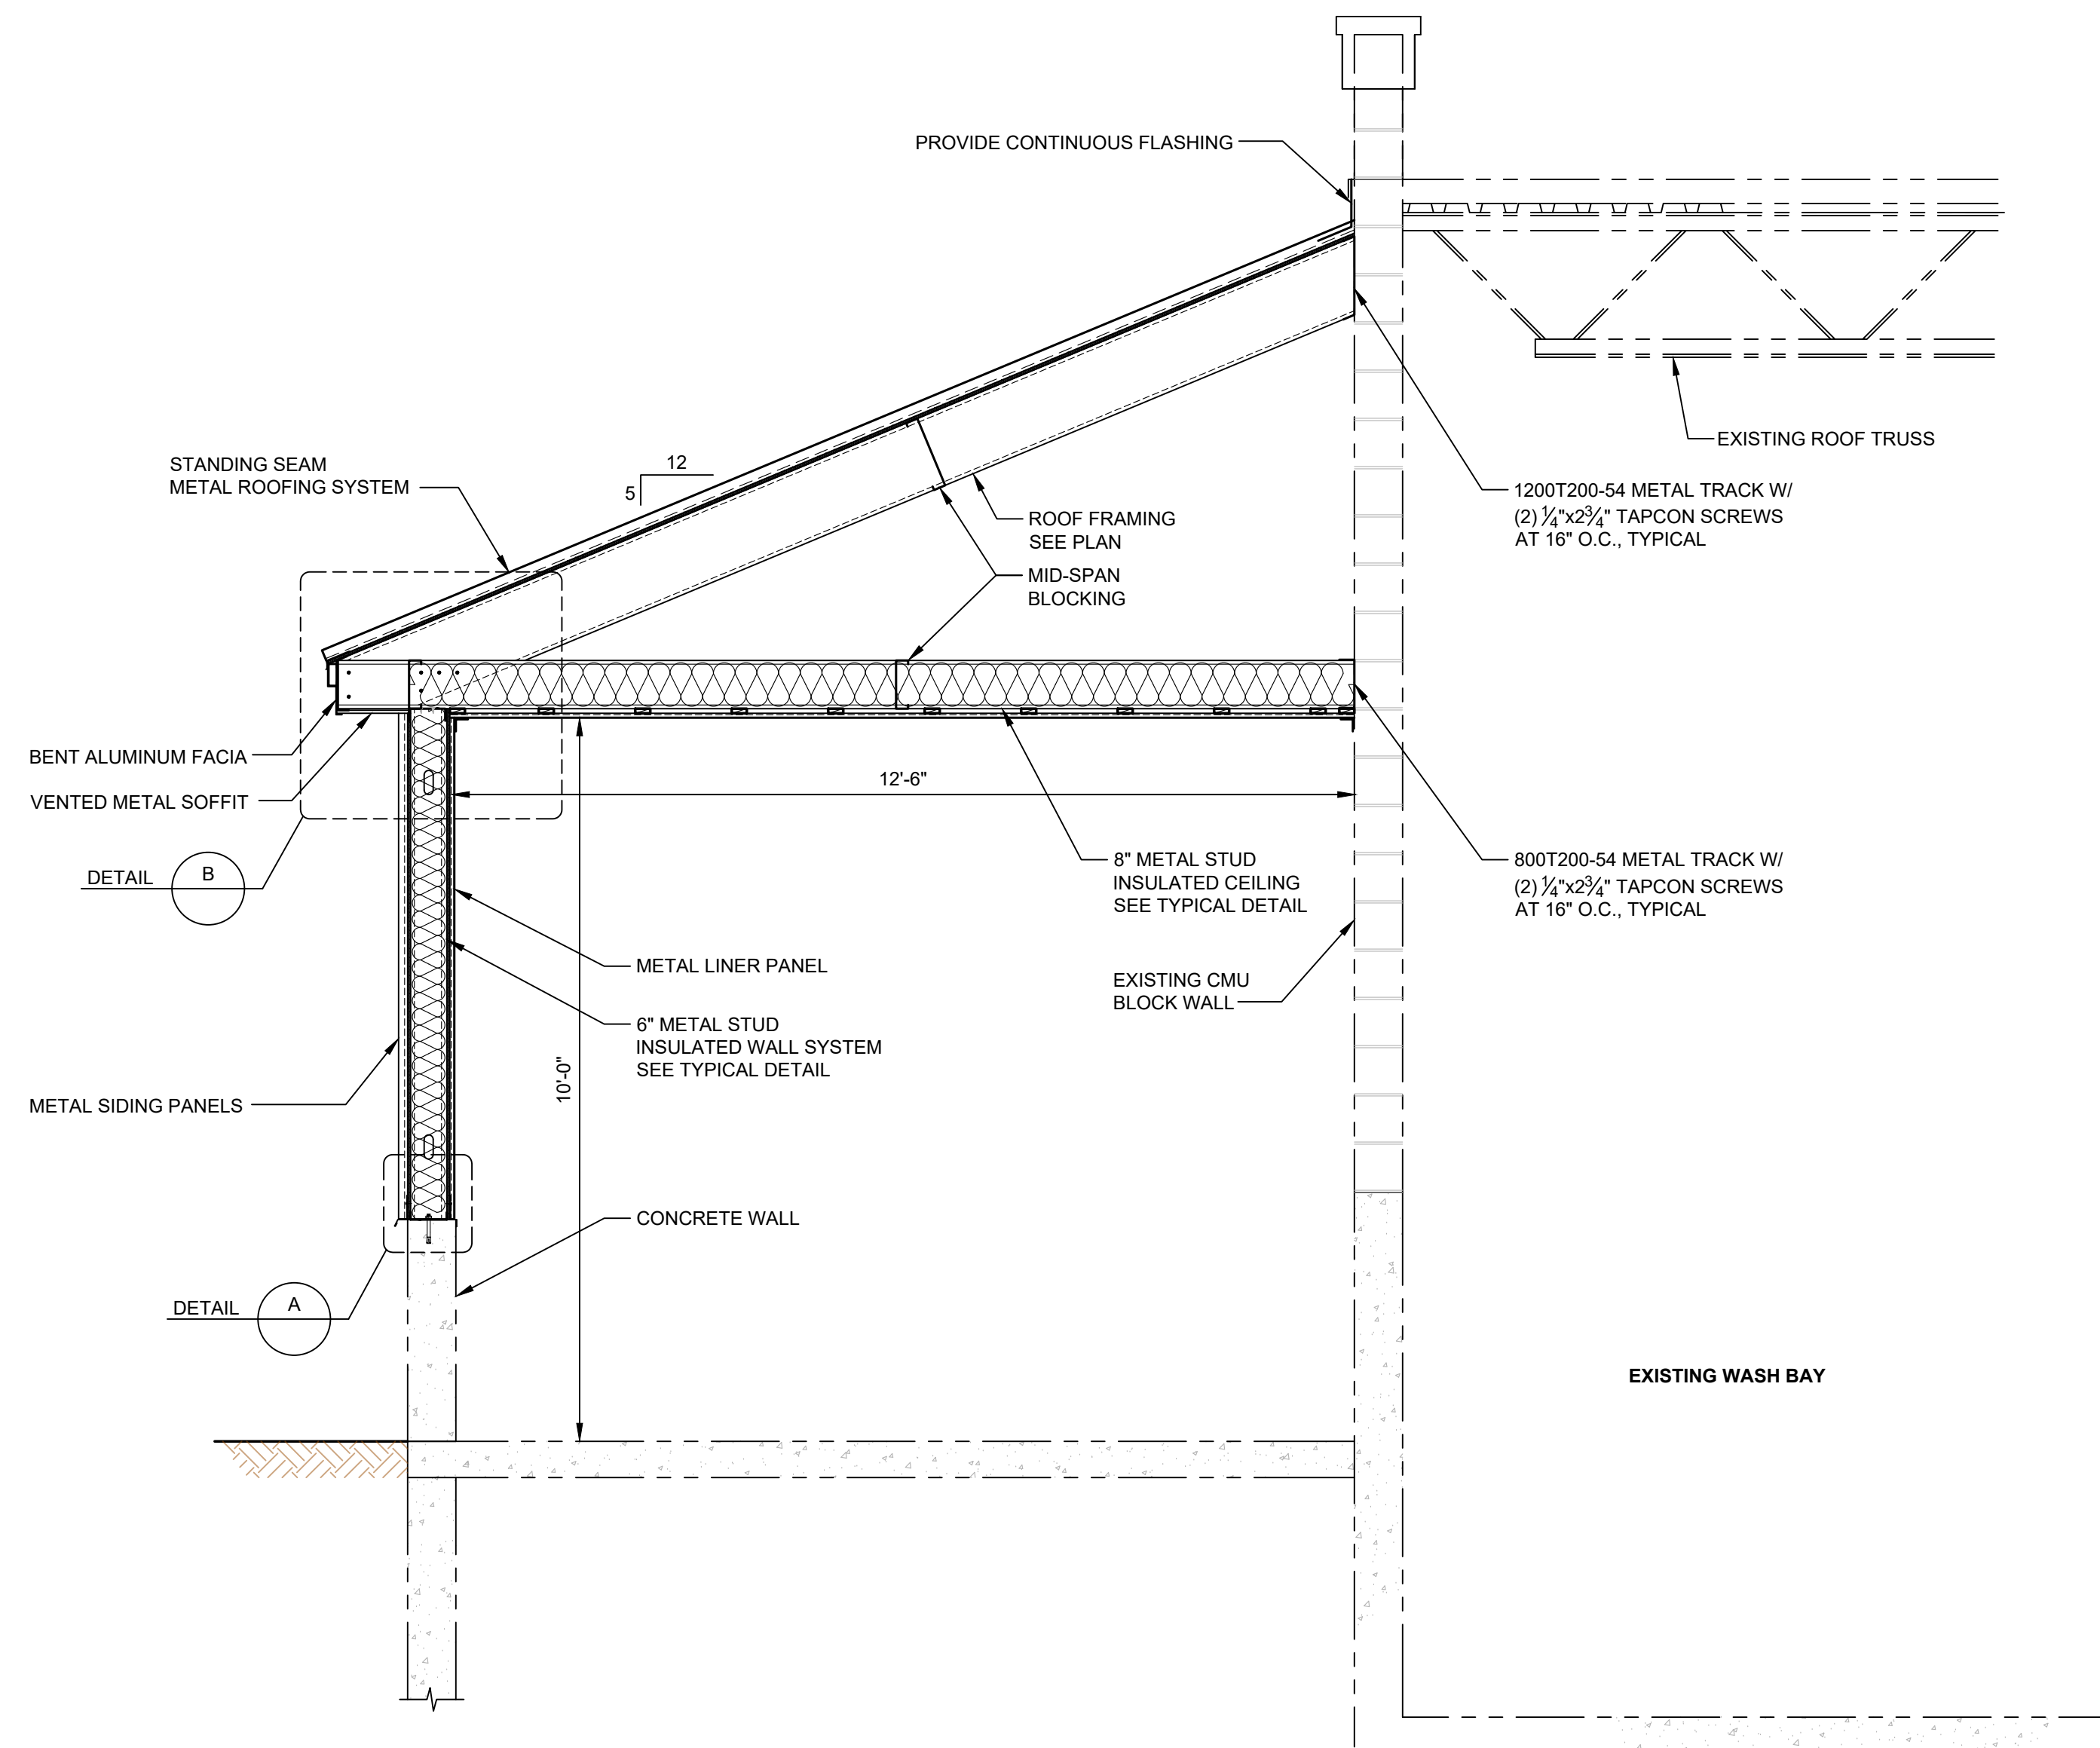 PROVIDE CONTINUOUS FLASHING
EXISTING ROOF TRUSS
STANDING SEAM
METAL ROOFING SYSTEM
12
5
1200T200-54 METAL TRACK W/
(2) 1/4"x2 3/4" TAPCON SCREWS
AT 16" O.C., TYPICAL
ROOF FRAMING
SEE PLAN
MID-SPAN
BLOCKING
BENT ALUMINUM FACIA
VENTED METAL SOFFIT
12'-6"
DETAIL B
8" METAL STUD
INSULATED CEILING
SEE TYPICAL DETAIL
800T200-54 METAL TRACK W/
(2) 1/4"x2 3/4" TAPCON SCREWS
AT 16" O.C., TYPICAL
METAL LINER PANEL
EXISTING CMU
BLOCK WALL
6" METAL STUD
INSULATED WALL SYSTEM
SEE TYPICAL DETAIL
10'-0"
METAL SIDING PANELS
CONCRETE WALL
DETAIL A
EXISTING WASH BAY